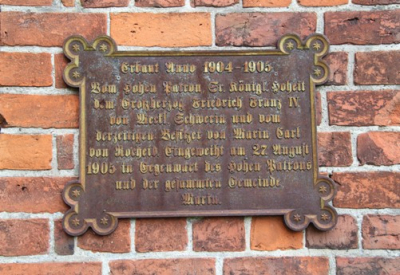 Erbaut Anno 1904-1905
Vom Hohen Patron Sr. Königl. Hoheit
dem Großherzog Friedrich Franz IV
von Meckl. Schwerin und vom
derzeitigen Besitzer von Marin Carl
von Eingeweiht am 27. August
1905 in Gegenwart des Hohen Patrons
und der gesammten Gemeinde
Marin.